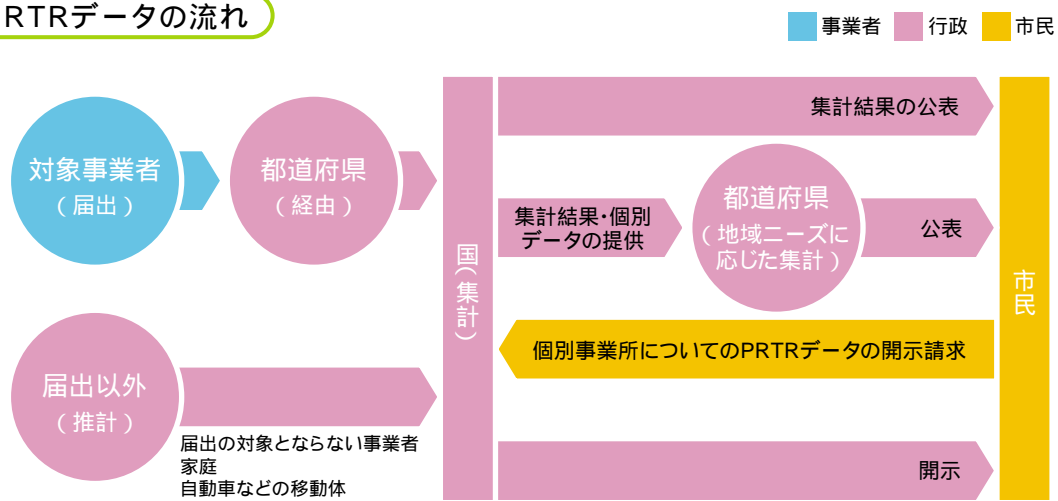 RTRデータの流れ
事業者
行政
市民
対象事業者
（届出）
都道府県
（経由）
届出以外
（推計）
届出の対象とならない事業者
家庭
自動車などの移動体
国（集計）
集計結果の公表
集計結果・個別
データの提供
都道府県
（地域ニーズに
応じた集計）
公表
個別事業所についてのPRTRデータの開示請求
開示
市民